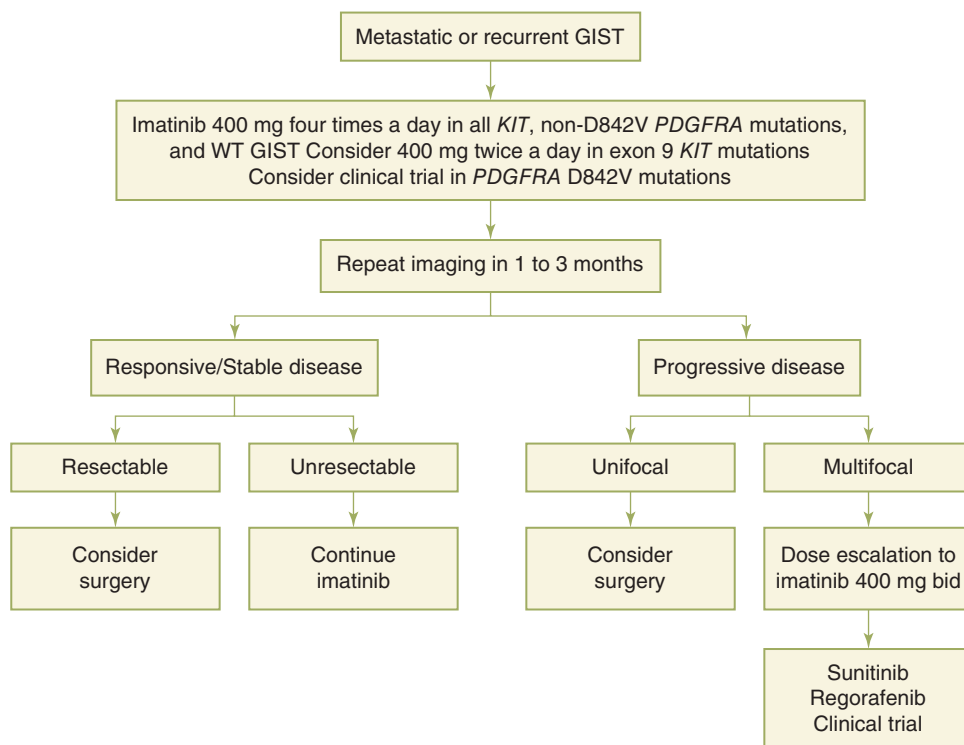 Metastatic or recurrent GIST
Imatinib 400 mg four times a day in all KIT, non-D842V PDGFRA mutations,
and WT GIST Consider 400 mg twice a day in exon 9 KIT mutations
Consider clinical trial in PDGFRA D842V mutations
Repeat imaging in 1 to 3 months
Responsive/Stable disease
Progressive disease
Resectable
Unresectable
Unifocal
Multifocal
Consider
surgery
Continue
imatinib
Consider
surgery
Dose escalation to
imatinib 400 mg bid
Sunitinib
Regorafenib
Clinical trial